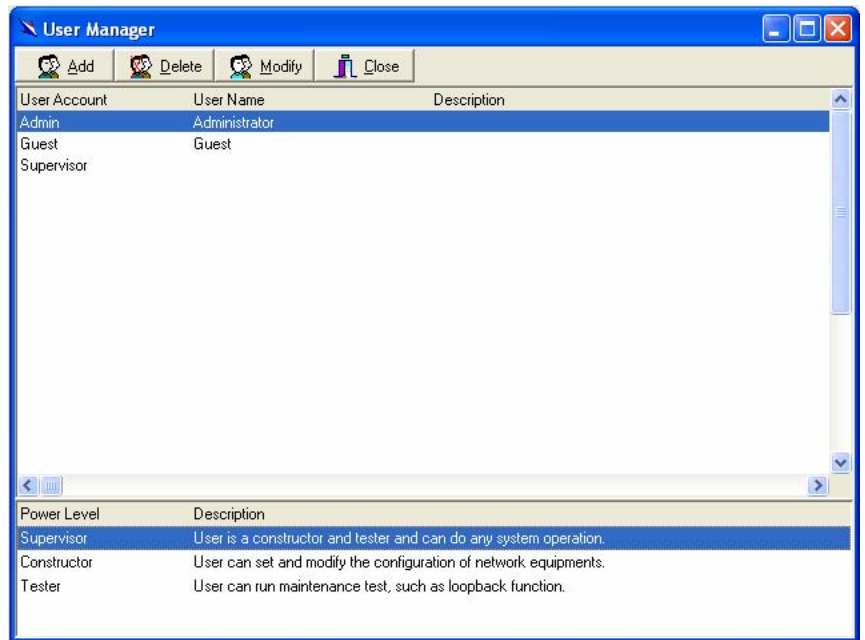 User Manager
Add Delete Modify Close
User Account User Name Description
Admin Administrator
Guest Guest
Supervisor
Power Level Description
Supervisor User is a constructor and tester and can do any system operation.
Constructor User can set and modify the configuration of network equipments.
Tester User can run maintenance test, such as loopback function.